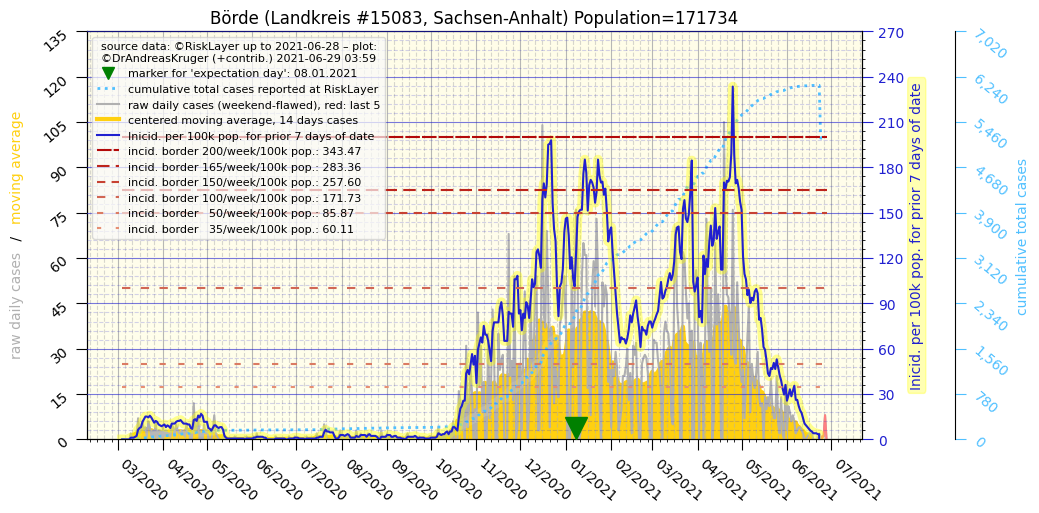 Börde (Landkreis #15083, Sachsen-Anhalt) Population=171734
source data: ©RiskLayer up to 2021-06-28 – plot:
©DrAndreasKruger (+contrib.) 2021-06-29 03:59
marker for 'expectation day': 08.01.2021
cumulative total cases reported at RiskLayer
raw daily cases (weekend-flawed), red: last 5
centered moving average, 14 days cases
Inicid. per 100k pop. for prior 7 days of date
incid. border 200/week/100k pop.: 343.47
incid. border 165/week/100k pop.: 283.36
incid. border 150/week/100k pop.: 257.60
incid. border 100/week/100k pop.: 171.73
incid. border   50/week/100k pop.: 85.87
incid. border   35/week/100k pop.: 60.11
raw daily cases   /   moving average
135
120
105
90
75
60
45
30
15
0
03/2020
04/2020
05/2020
06/2020
07/2020
08/2020
09/2020
10/2020
11/2020
12/2020
01/2021
02/2021
03/2021
04/2021
05/2021
06/2021
07/2021
270
240
210
180
150
120
90
60
30
0
Inicid. per 100k pop. for prior 7 days of date
7,020
6,240
5,460
4,680
3,900
3,120
2,340
1,560
780
0
cumulative total cases